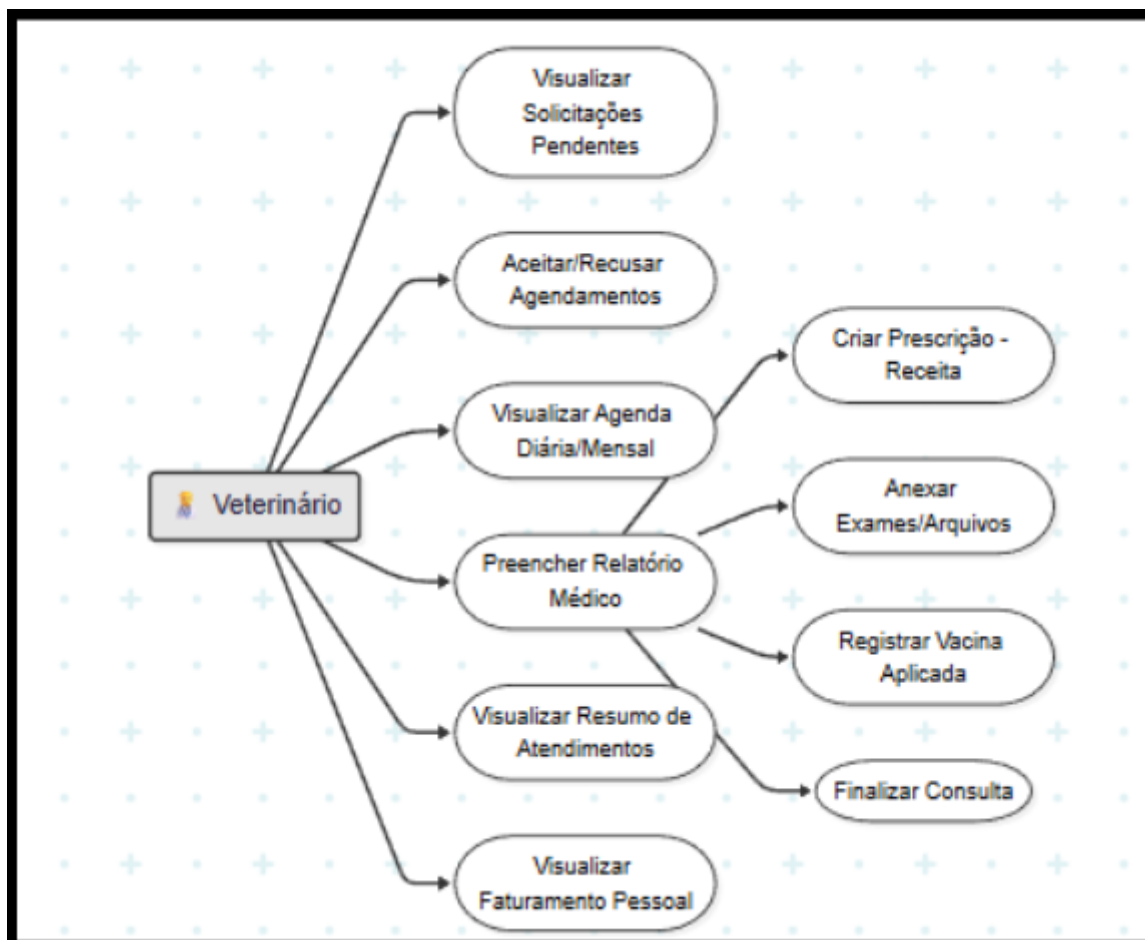 Visualizar
Solicitações
Pendentes
Aceitar/Recusar
Agendamentos
Visualizar Agenda
Diária/Mensal
Veterinário
Preencher Relatório
Médico
Visualizar Resumo de
Atendimentos
Visualizar
Faturamento Pessoal
Criar Prescrição -
Receita
Anexar
Exames/Arquivos
Registrar Vacina
Aplicada
Finalizar Consulta